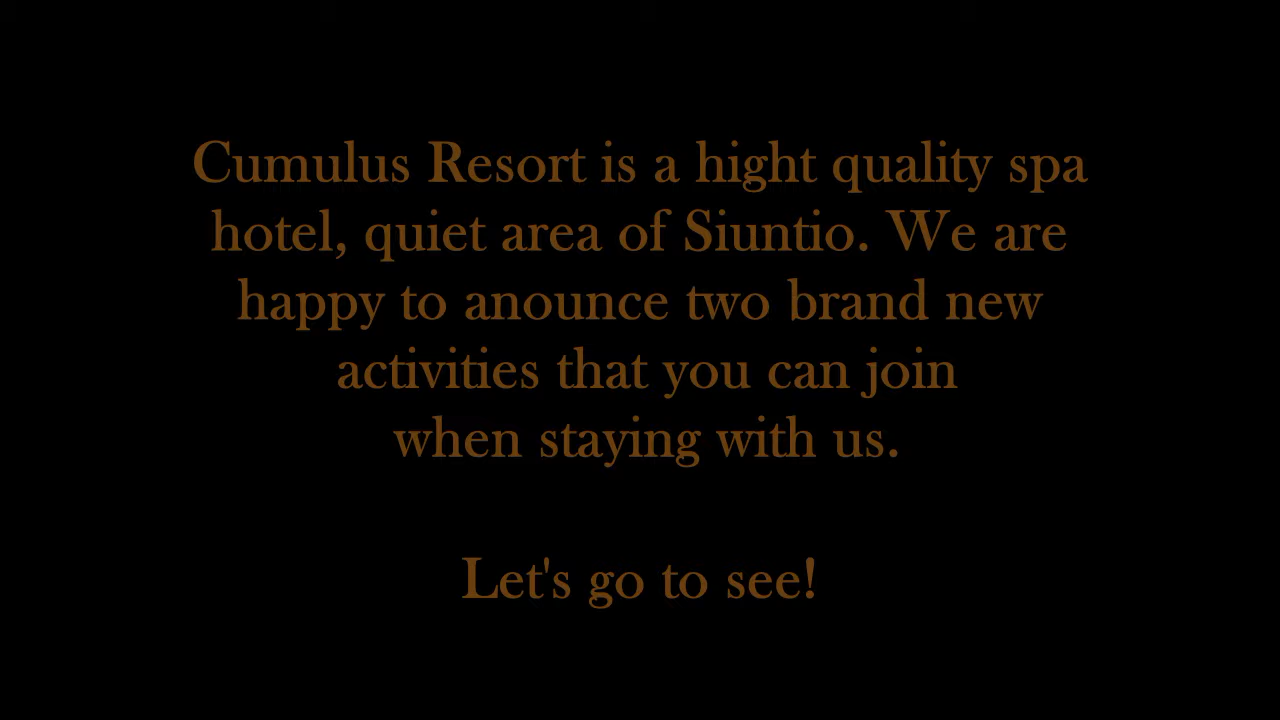 Cumulus Resort is a hight quality spa
hotel, quiet area of Siuntio. We are
happy to anounce two brand new
activities that you can join
when staying with us.
Let's go to see!